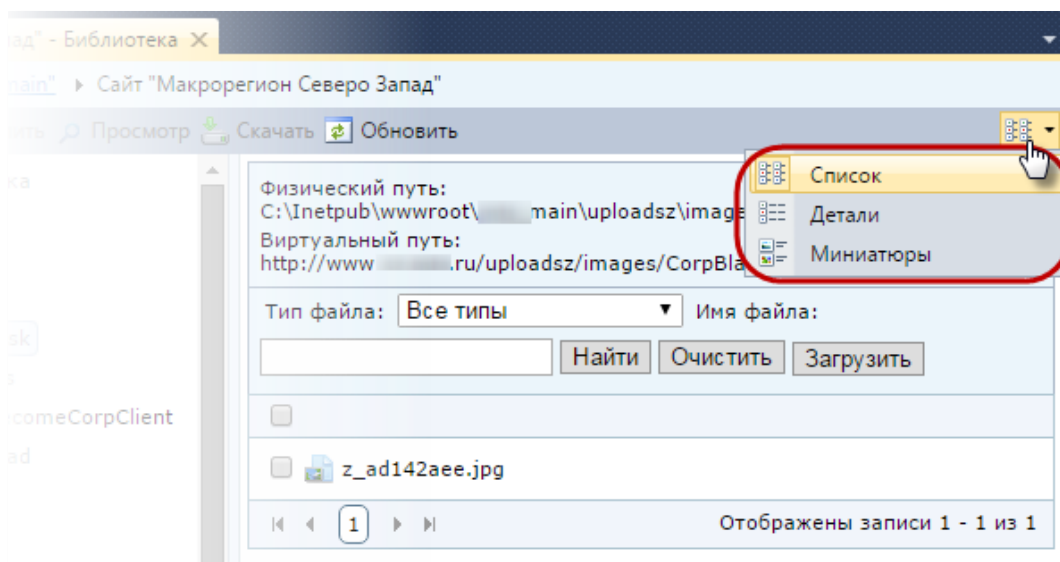 ад" - Библиотека
main" Сайт "Макрорегион Северо Запад"
Просмотр Скачать Обновить
Физический путь:
C:\Inetpub\wwwroot\ main\uploadsz\image
Виртуальный путь:
http://www .ru/uploadsz/images/CorpBla
Список
Детали
Миниатюры
Тип файла: Все типы Имя файла:
Найти Очистить Загрузить
sk
comeCorpClient
ad
z_ad142aee.jpg
1 Отображены записи 1 - 1 из 1